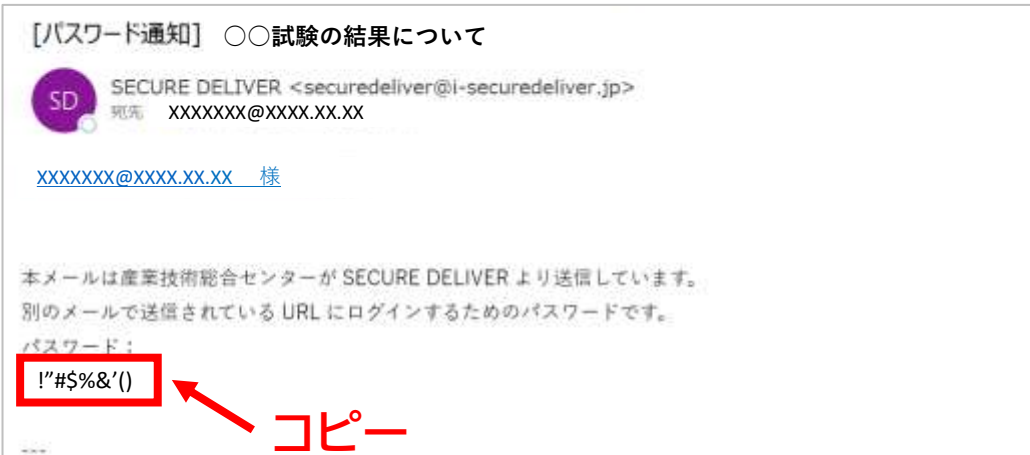 [パスワード通知] ○○試験の結果について
SD
SECURE DELIVER <securedeliver@i-securedeliver.jp>
宛先 XXXXXXX@XXXX.XX.XX
XXXXXXX@XXXX.XX.XX 様
本メールは産業技術総合センターが SECURE DELIVER より送信しています。
別のメールで送信されている URL にログインするためのパスワードです。
パスワード：
!”#$%&’()
コピー
---